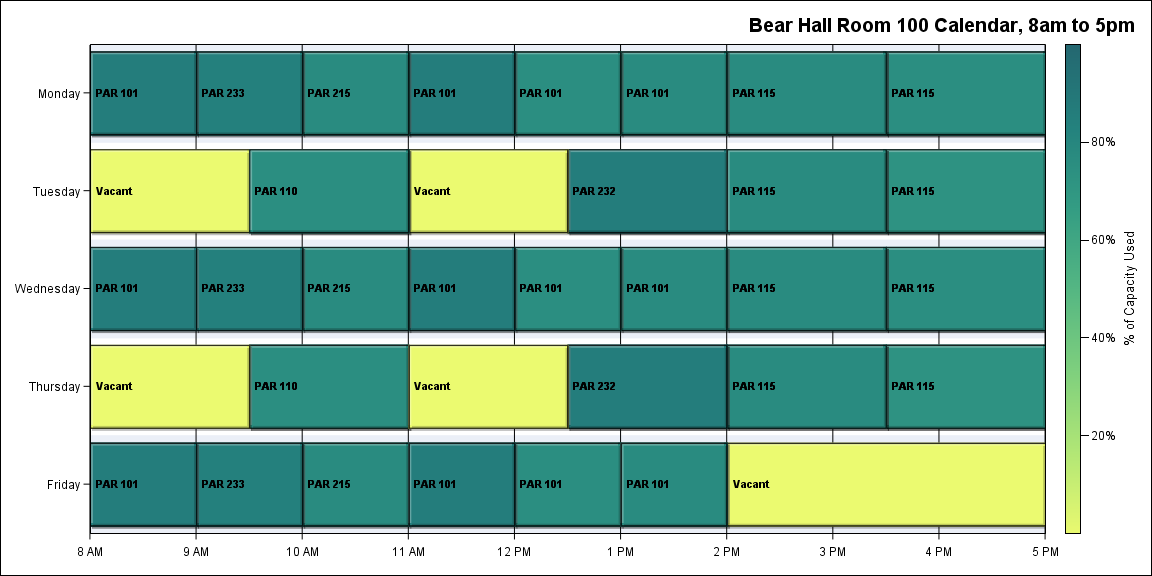 Bear Hall Room 100 Calendar, 8am to 5pm
Monday
PAR 101
PAR 233
PAR 215
PAR 101
PAR 101
PAR 101
PAR 115
PAR 115
Tuesday
Vacant
PAR 110
Vacant
PAR 232
PAR 115
PAR 115
Wednesday
PAR 101
PAR 233
PAR 215
PAR 101
PAR 101
PAR 101
PAR 115
PAR 115
Thursday
Vacant
PAR 110
Vacant
PAR 232
PAR 115
PAR 115
Friday
PAR 101
PAR 233
PAR 215
PAR 101
PAR 101
PAR 101
Vacant
8 AM
9 AM
10 AM
11 AM
12 PM
1 PM
2 PM
3 PM
4 PM
5 PM
80%
60%
40%
20%
% of Capacity Used